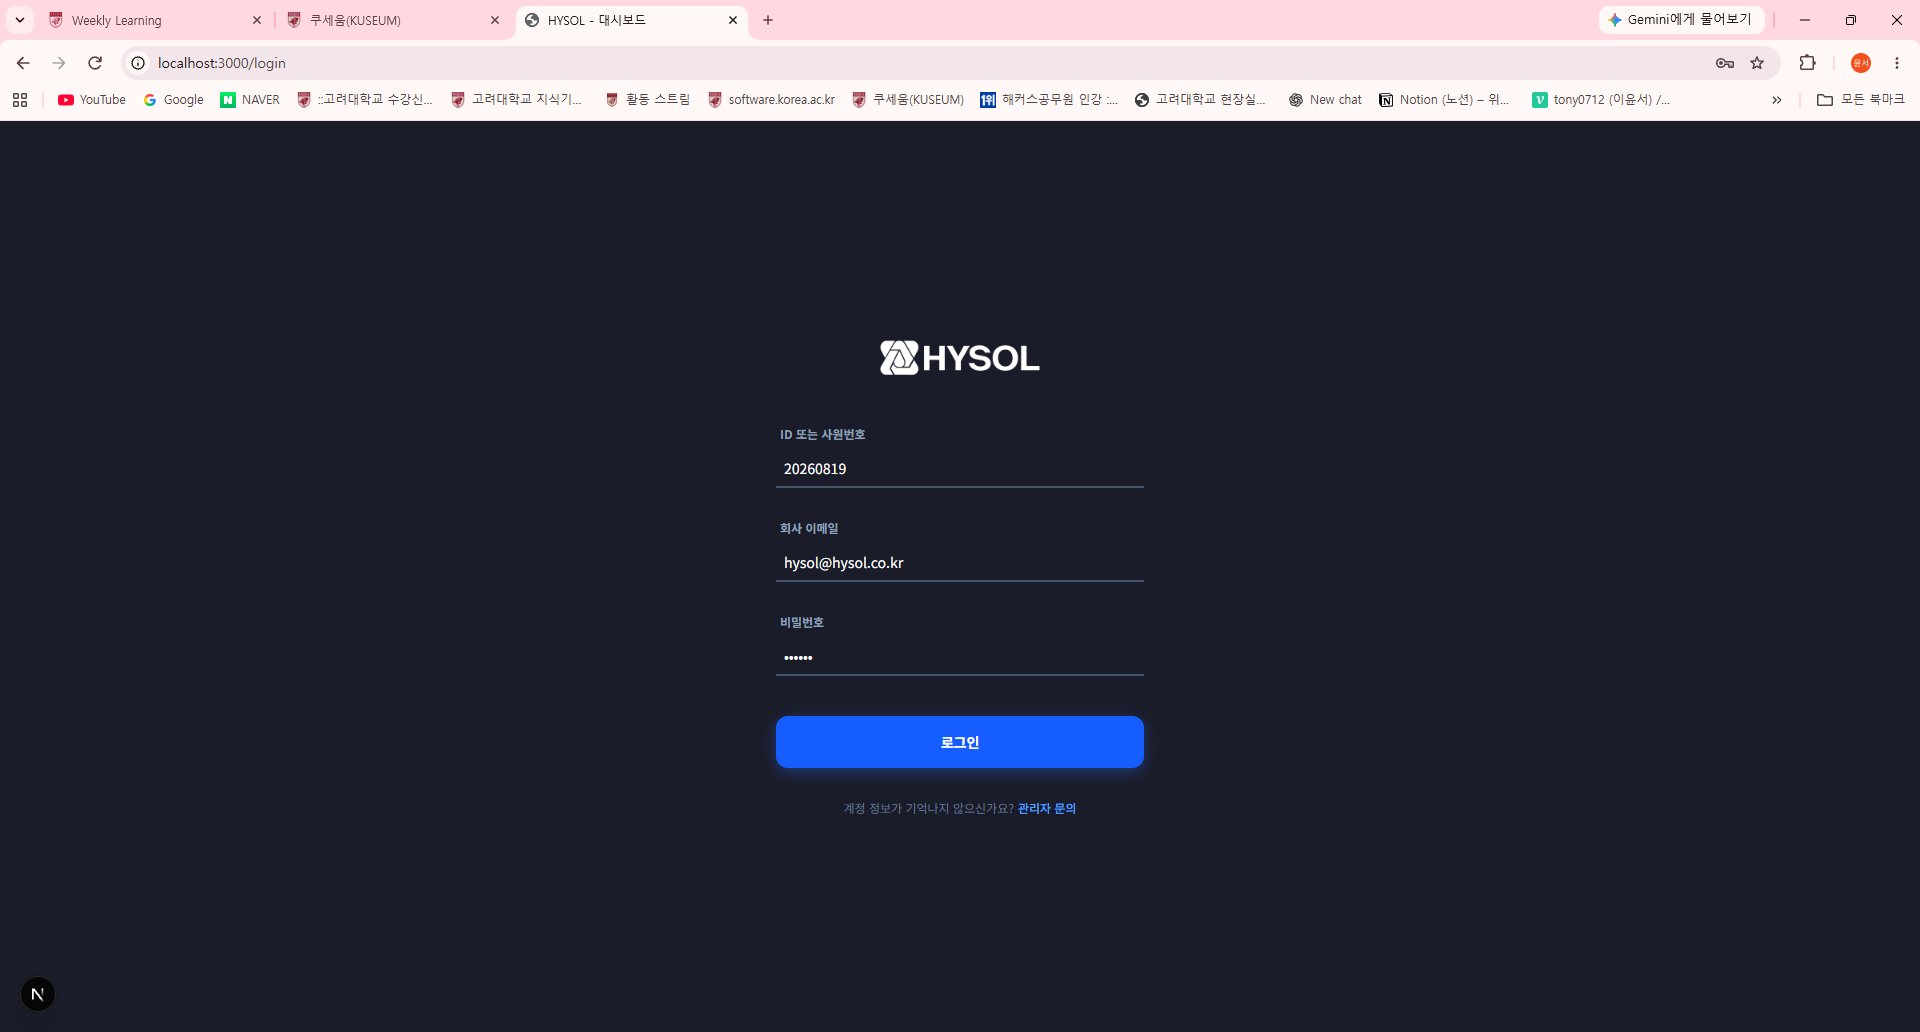 Weekly Learning
쿠세움(KUSEUM)
HYSOL - 대시보드
Gemini에게 물어보기
localhost:3000/login
윤서
YouTube
Google
NAVER
::고려대학교 수강신...
고려대학교 지식기...
활동 스트림
software.korea.ac.kr
쿠세움(KUSEUM)
1위
해커스공무원 인강 :...
고려대학교 현장실...
New chat
Notion (노션) – 위...
tony0712 (이윤서) /...
모든 북마크
HYSOL
ID 또는 사원번호
20260819
회사 이메일
hysol@hysol.co.kr
비밀번호
••••••
로그인
계정 정보가 기억나지 않으신가요? 관리자 문의
N